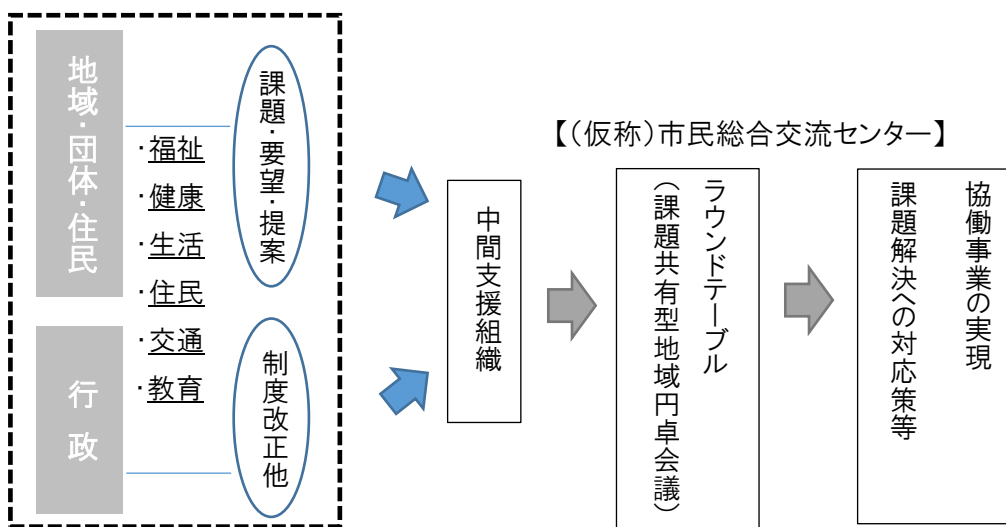 地域・団体・住民
・福祉
・健康
・生活
・住民
・交通
・教育
課題・要望・提案
行政
制度改正他
中間支援組織
【(仮称)市民総合交流センター】
ラウンドテーブル
(課題共有型地域円卓会議)
協働事業の実現
課題解決への対応策等